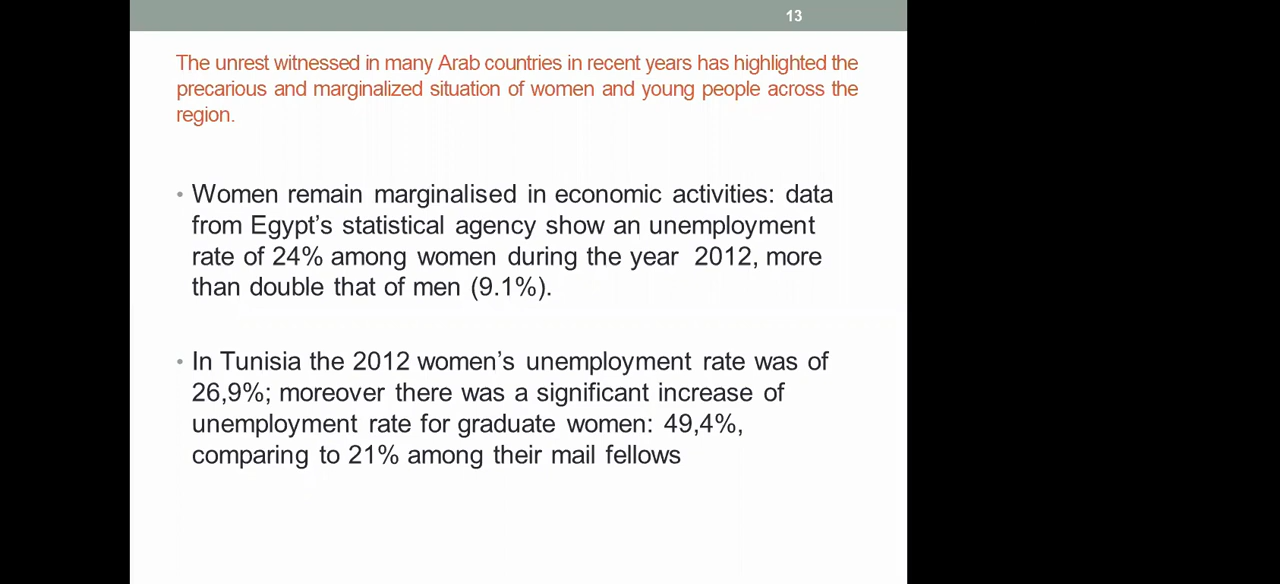 13
The unrest witnessed in many Arab countries in recent years has highlighted the
precarious and marginalized situation of women and young people across the
region.
• Women remain marginalised in economic activities: data
from Egypt’s statistical agency show an unemployment
rate of 24% among women during the year 2012, more
than double that of men (9.1%).
• In Tunisia the 2012 women’s unemployment rate was of
26,9%; moreover there was a significant increase of
unemployment rate for graduate women: 49,4%,
comparing to 21% among their mail fellows